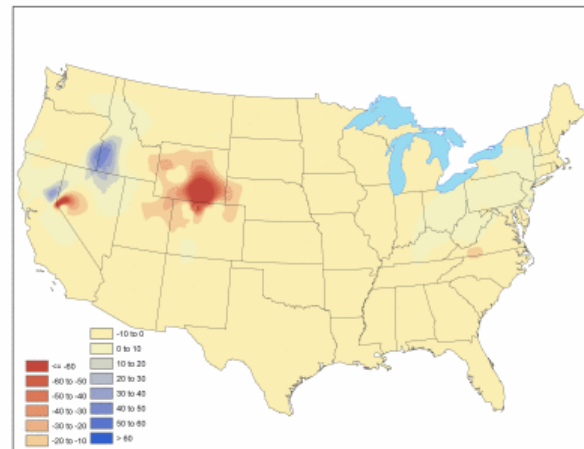 -10 to 0
0 to 10
<= -60
10 to 20
-60 to -50
20 to 30
-50 to -40
30 to 40
-40 to -30
40 to 50
-30 to -20
50 to 60
-20 to -10
> 60